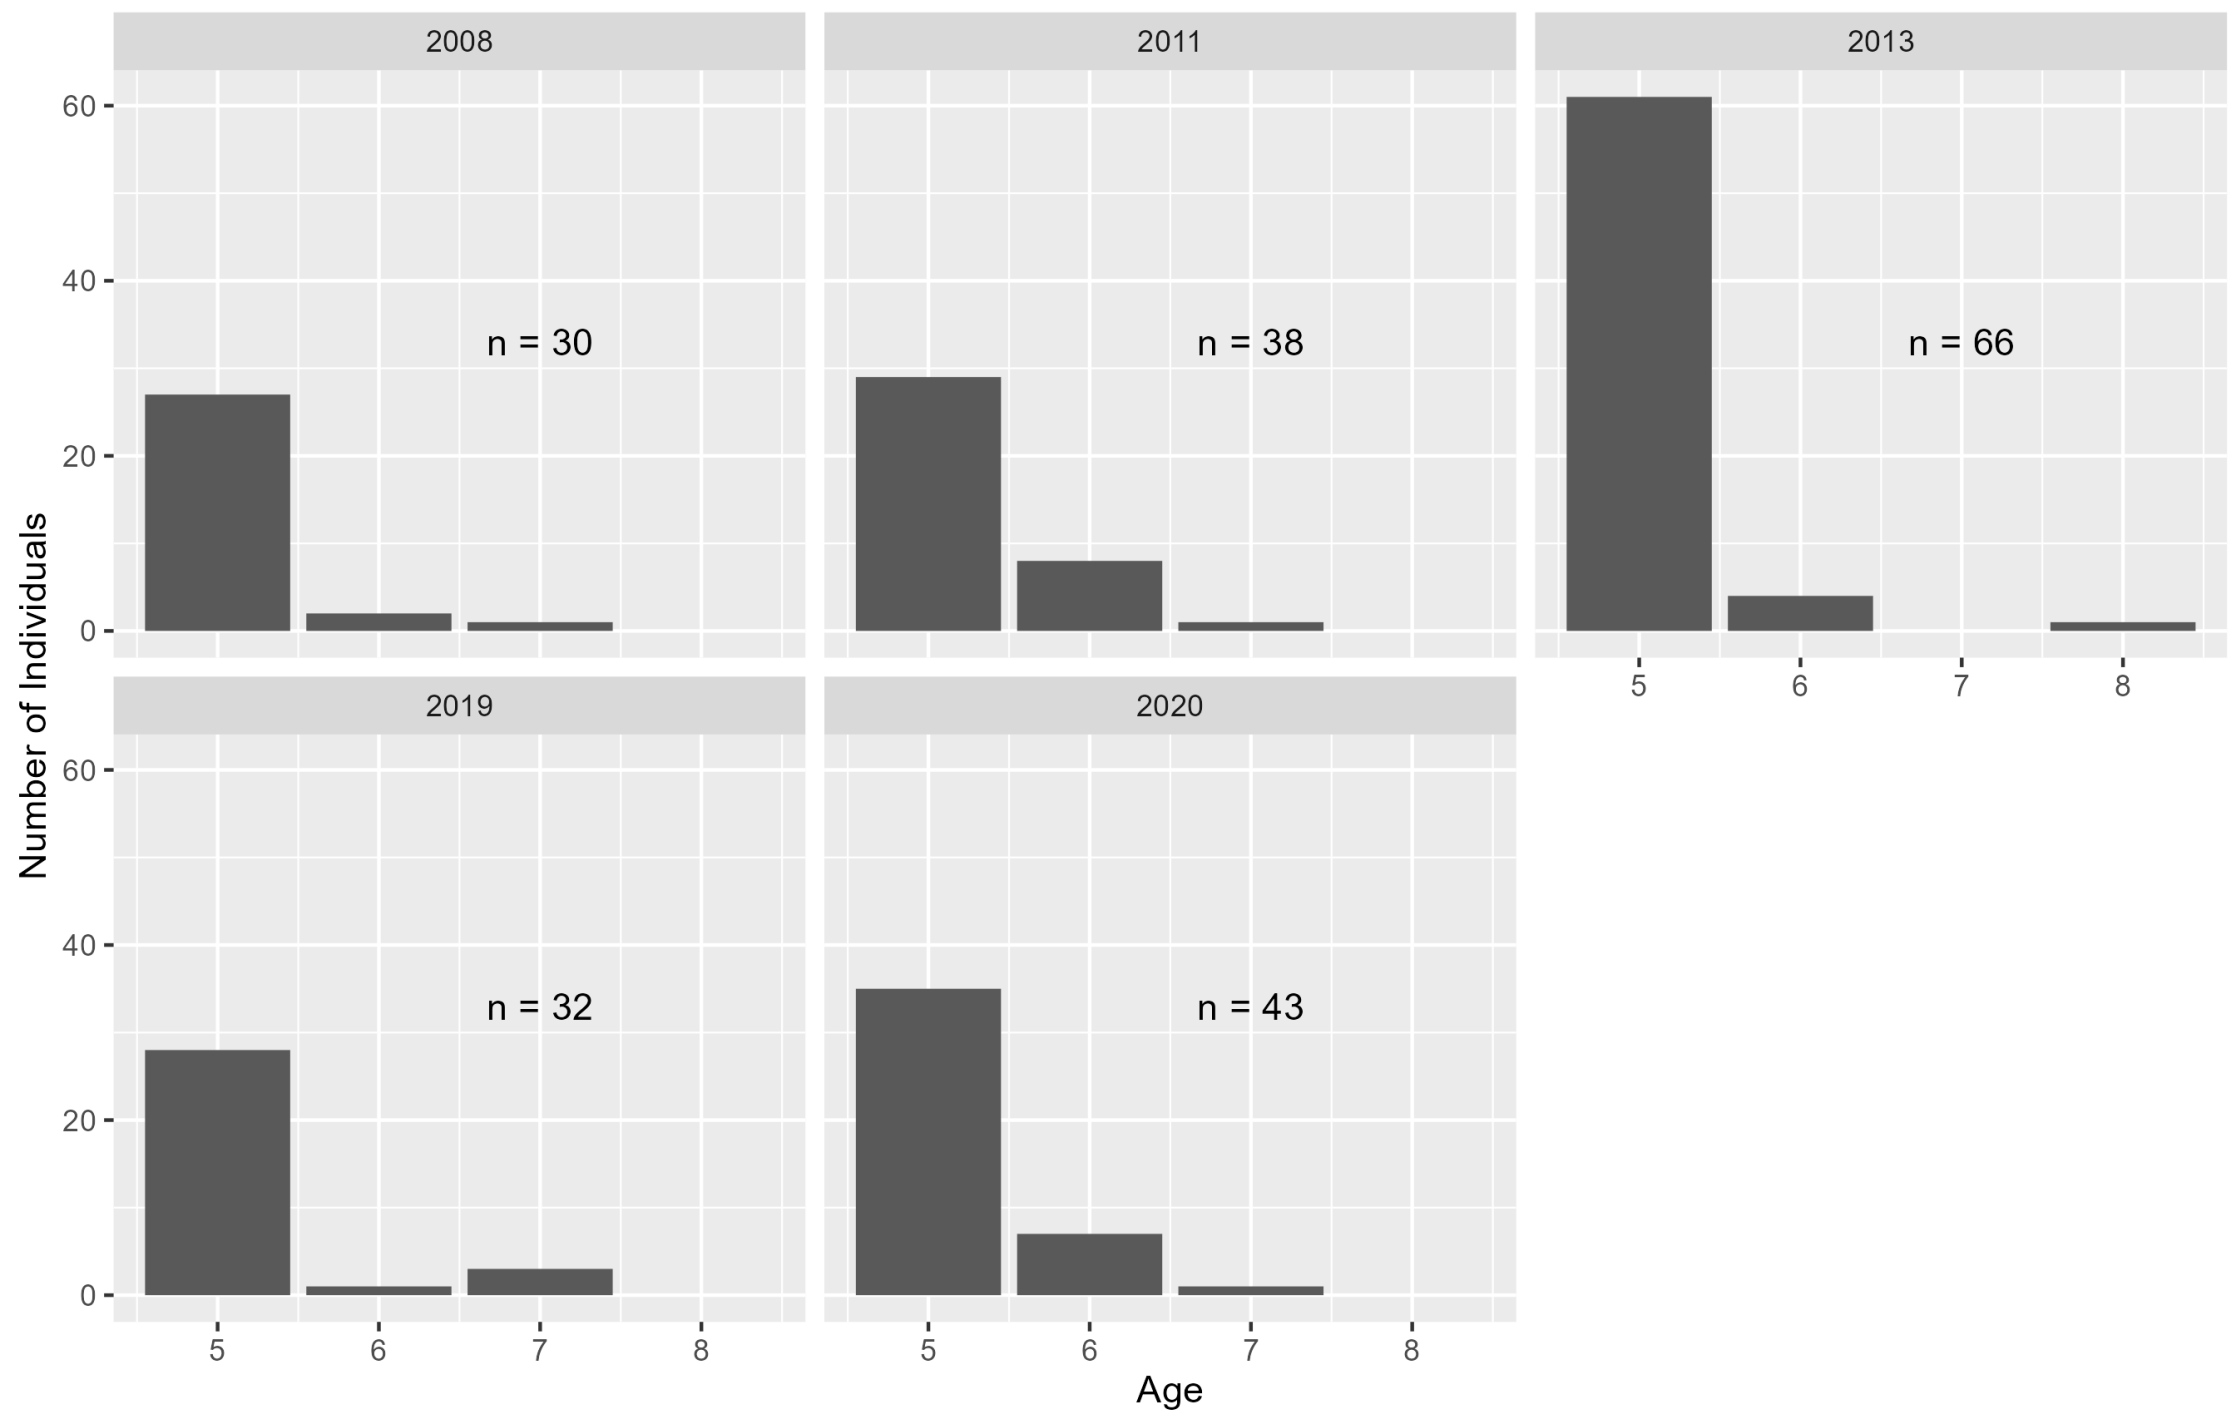 2008
2011
2013
60
40
20
0
n = 30
n = 38
n = 66
5 6 7 8
2019
2020
60
40
20
0
n = 32
n = 43
5 6 7 8
5 6 7 8
Number of Individuals
Age